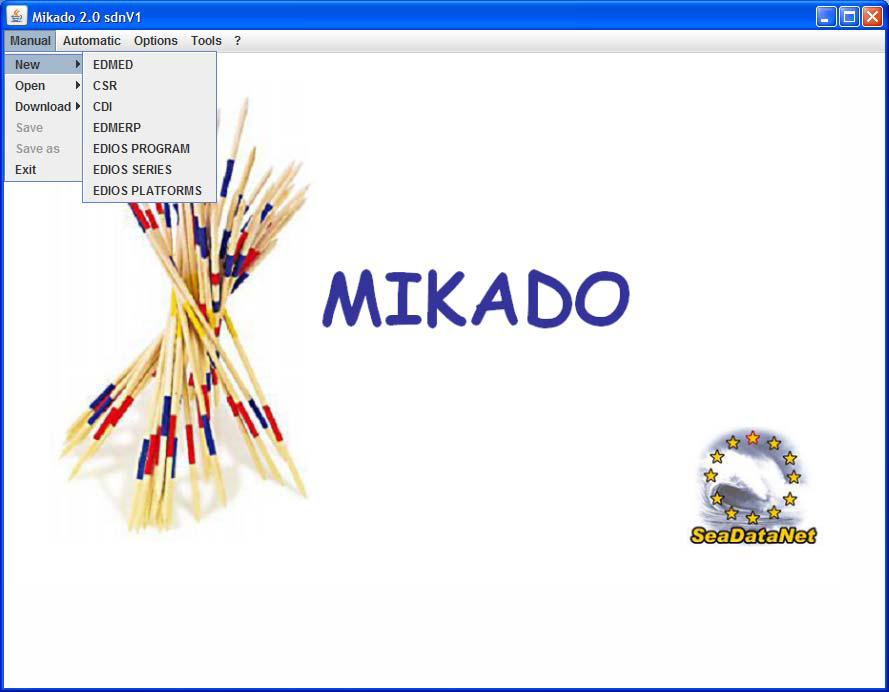 Mikado 2.0 sdnV1
Manual Automatic Options Tools ?
New
Open
Download
Save
Save as
Exit
EDMED
CSR
CDI
EDMERP
EDIOS PROGRAM
EDIOS SERIES
EDIOS PLATFORMS
MIKADO
SeaDataNet